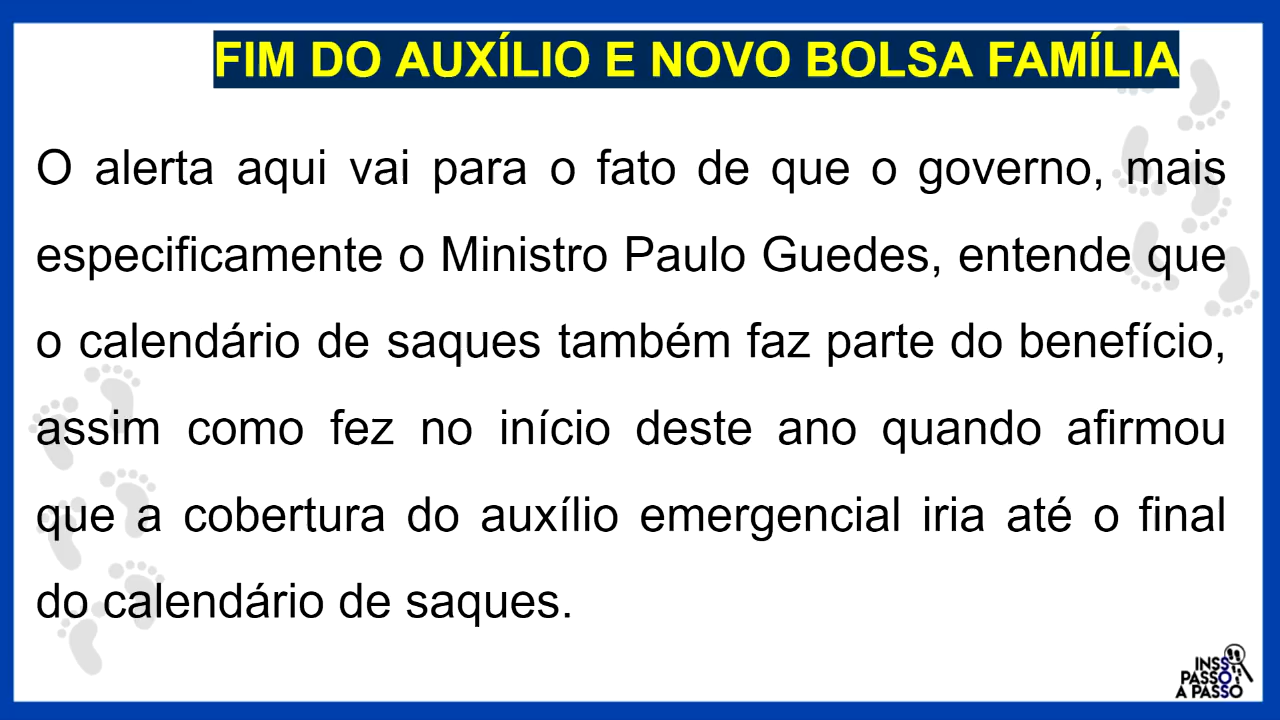 FIM DO AUXÍLIO E NOVO BOLSA FAMÍLIA
O alerta aqui vai para o fato de que o governo, mais
especificamente o Ministro Paulo Guedes, entende que
o calendário de saques também faz parte do benefício,
assim como fez no início deste ano quando afirmou
que a cobertura do auxílio emergencial iria até o final
do calendário de saques.
INSS
PASSO
A PASSO